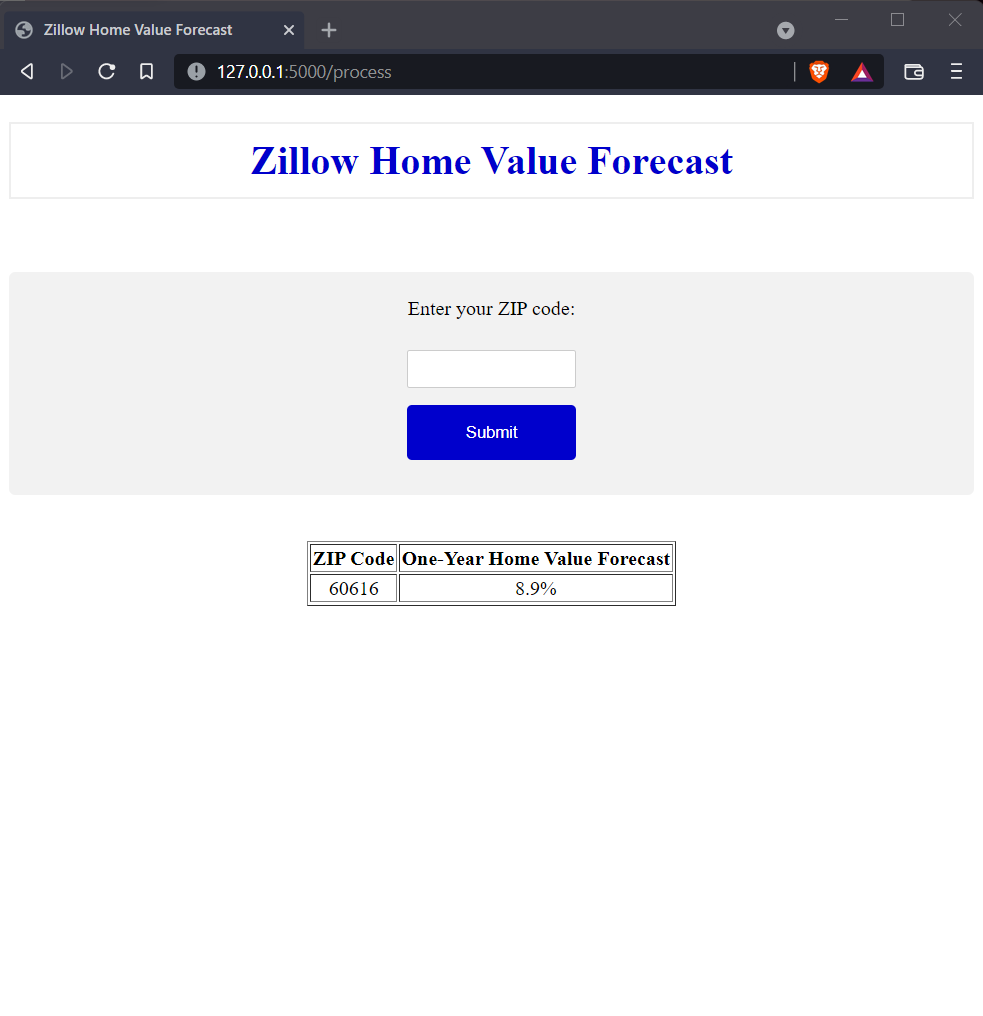 Zillow Home Value Forecast
127.0.0.1:5000/process
Zillow Home Value Forecast
Enter your ZIP code:
Submit
ZIP Code One-Year Home Value Forecast
60616 8.9%